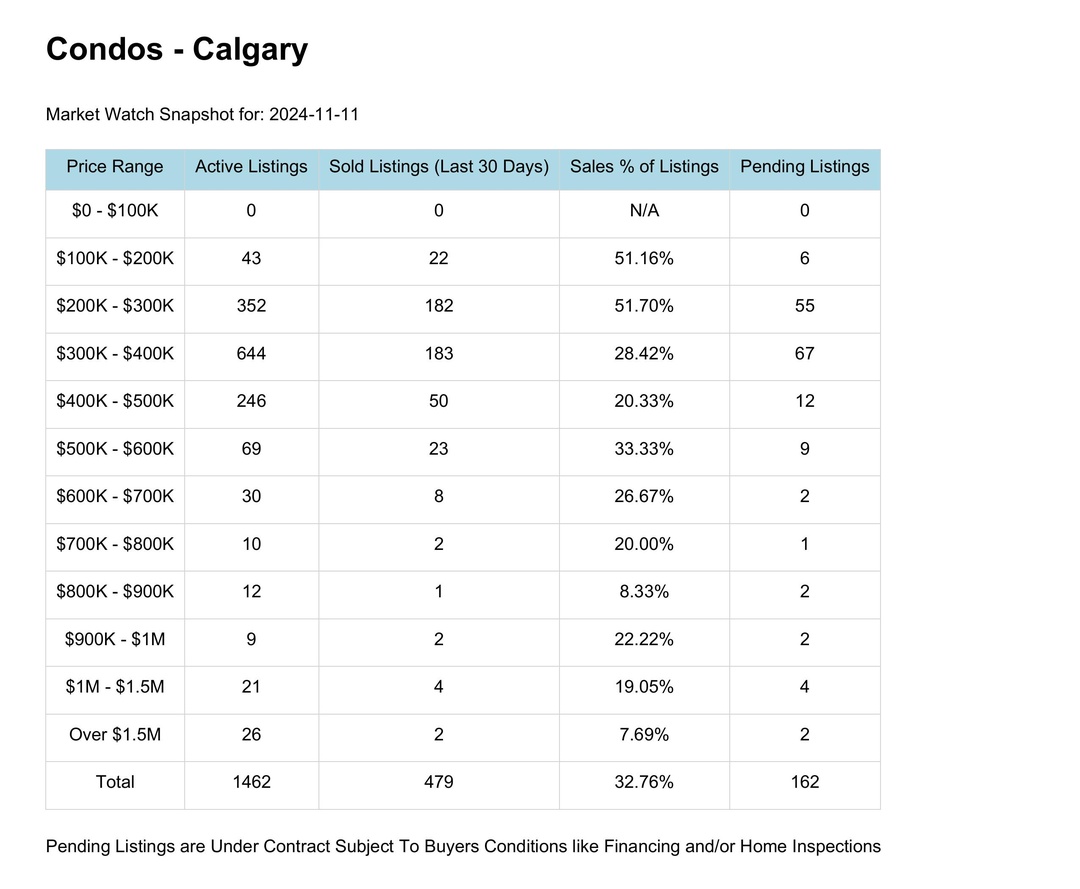 Condos - Calgary
Market Watch Snapshot for: 2024-11-11
Price Range Active Listings Sold Listings (Last 30 Days) Sales % of Listings Pending Listings
$0 - $100K 0 0 N/A 0
$100K - $200K 43 22 51.16% 6
$200K - $300K 352 182 51.70% 55
$300K - $400K 644 183 28.42% 67
$400K - $500K 246 50 20.33% 12
$500K - $600K 69 23 33.33% 9
$600K - $700K 30 8 26.67% 2
$700K - $800K 10 2 20.00% 1
$800K - $900K 12 1 8.33% 2
$900K - $1M 9 2 22.22% 2
$1M - $1.5M 21 4 19.05% 4
Over $1.5M 26 2 7.69% 2
Total 1462 479 32.76% 162
Pending Listings are Under Contract Subject To Buyers Conditions like Financing and/or Home Inspections